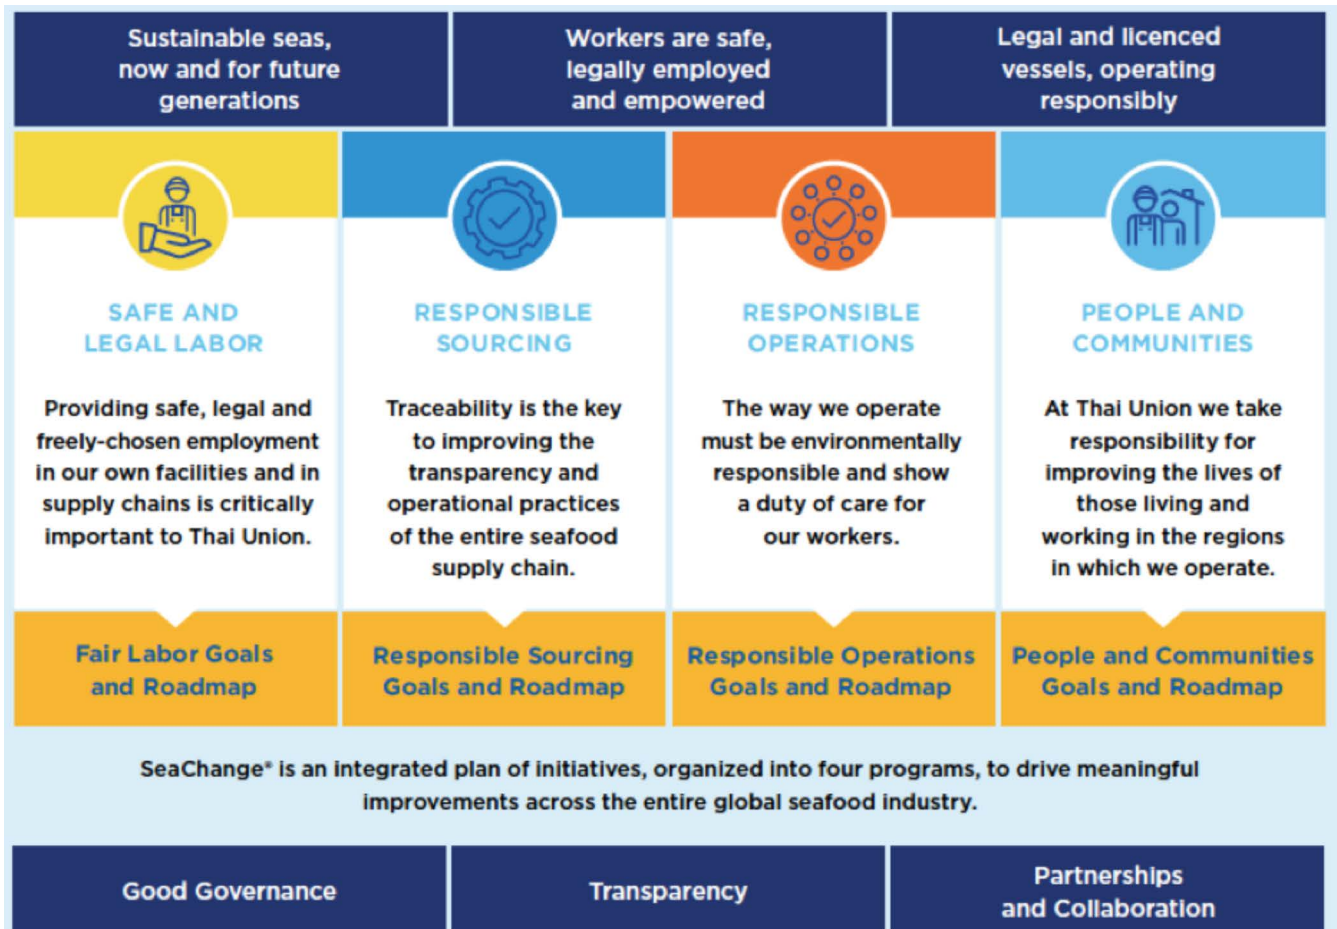 Sustainable seas,
now and for future
generations
Workers are safe,
legally employed
and empowered
Legal and licenced
vessels, operating
responsibly
SAFE AND
LEGAL LABOR
Providing safe, legal and
freely-chosen employment
in our own facilities and in
supply chains is critically
important to Thai Union.
Fair Labor Goals
and Roadmap
RESPONSIBLE
SOURCING
Traceability is the key
to improving the
transparency and
operational practices
of the entire seafood
supply chain.
Responsible Sourcing
Goals and Roadmap
RESPONSIBLE
OPERATIONS
The way we operate
must be environmentally
responsible and show
a duty of care for
our workers.
Responsible Operations
Goals and Roadmap
PEOPLE AND
COMMUNITIES
At Thai Union we take
responsibility for
improving the lives of
those living and
working in the regions
in which we operate.
People and Communities
Goals and Roadmap
SeaChange® is an integrated plan of initiatives, organized into four programs, to drive meaningful
improvements across the entire global seafood industry.
Good Governance
Transparency
Partnerships
and Collaboration